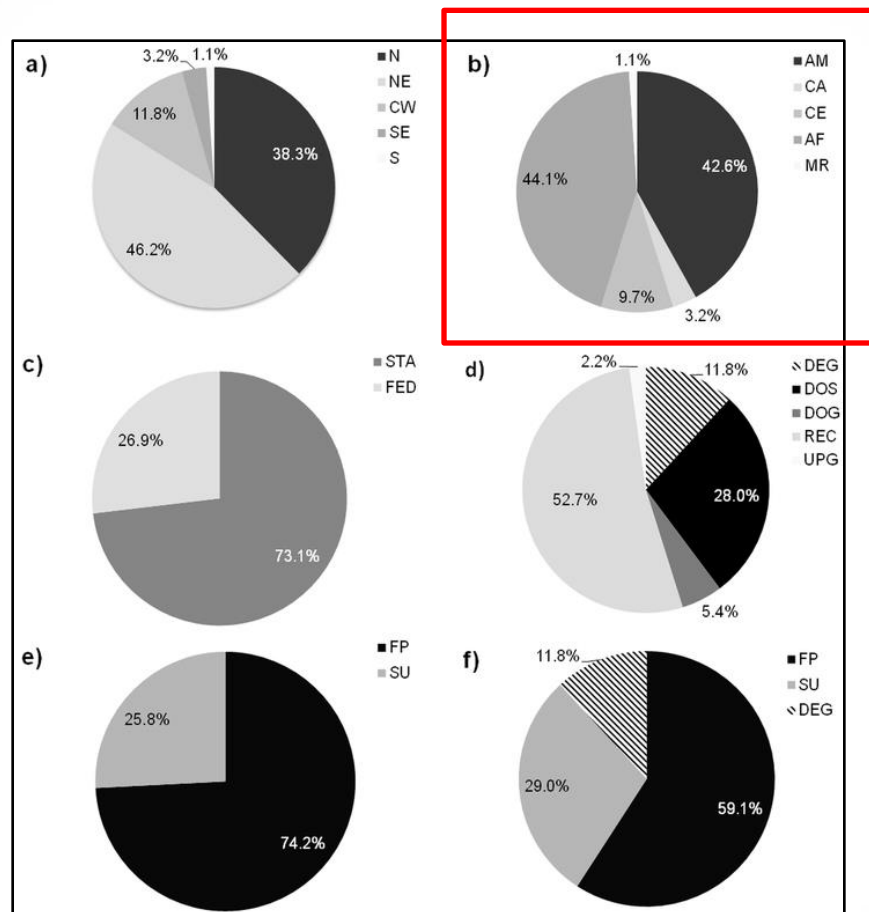 a)
3.2%
1.1%
N
NE
CW
SE
S
11.8%
38.3%
46.2%
b)
1.1%
AM
CA
CE
AF
MR
42.6%
44.1%
9.7%
3.2%
c)
STA
FED
26.9%
73.1%
d)
2.2%
11.8%
DEG
DOS
DOG
REC
UPG
52.7%
28.0%
5.4%
e)
FP
SU
25.8%
74.2%
f)
11.8%
FP
SU
DEG
29.0%
59.1%